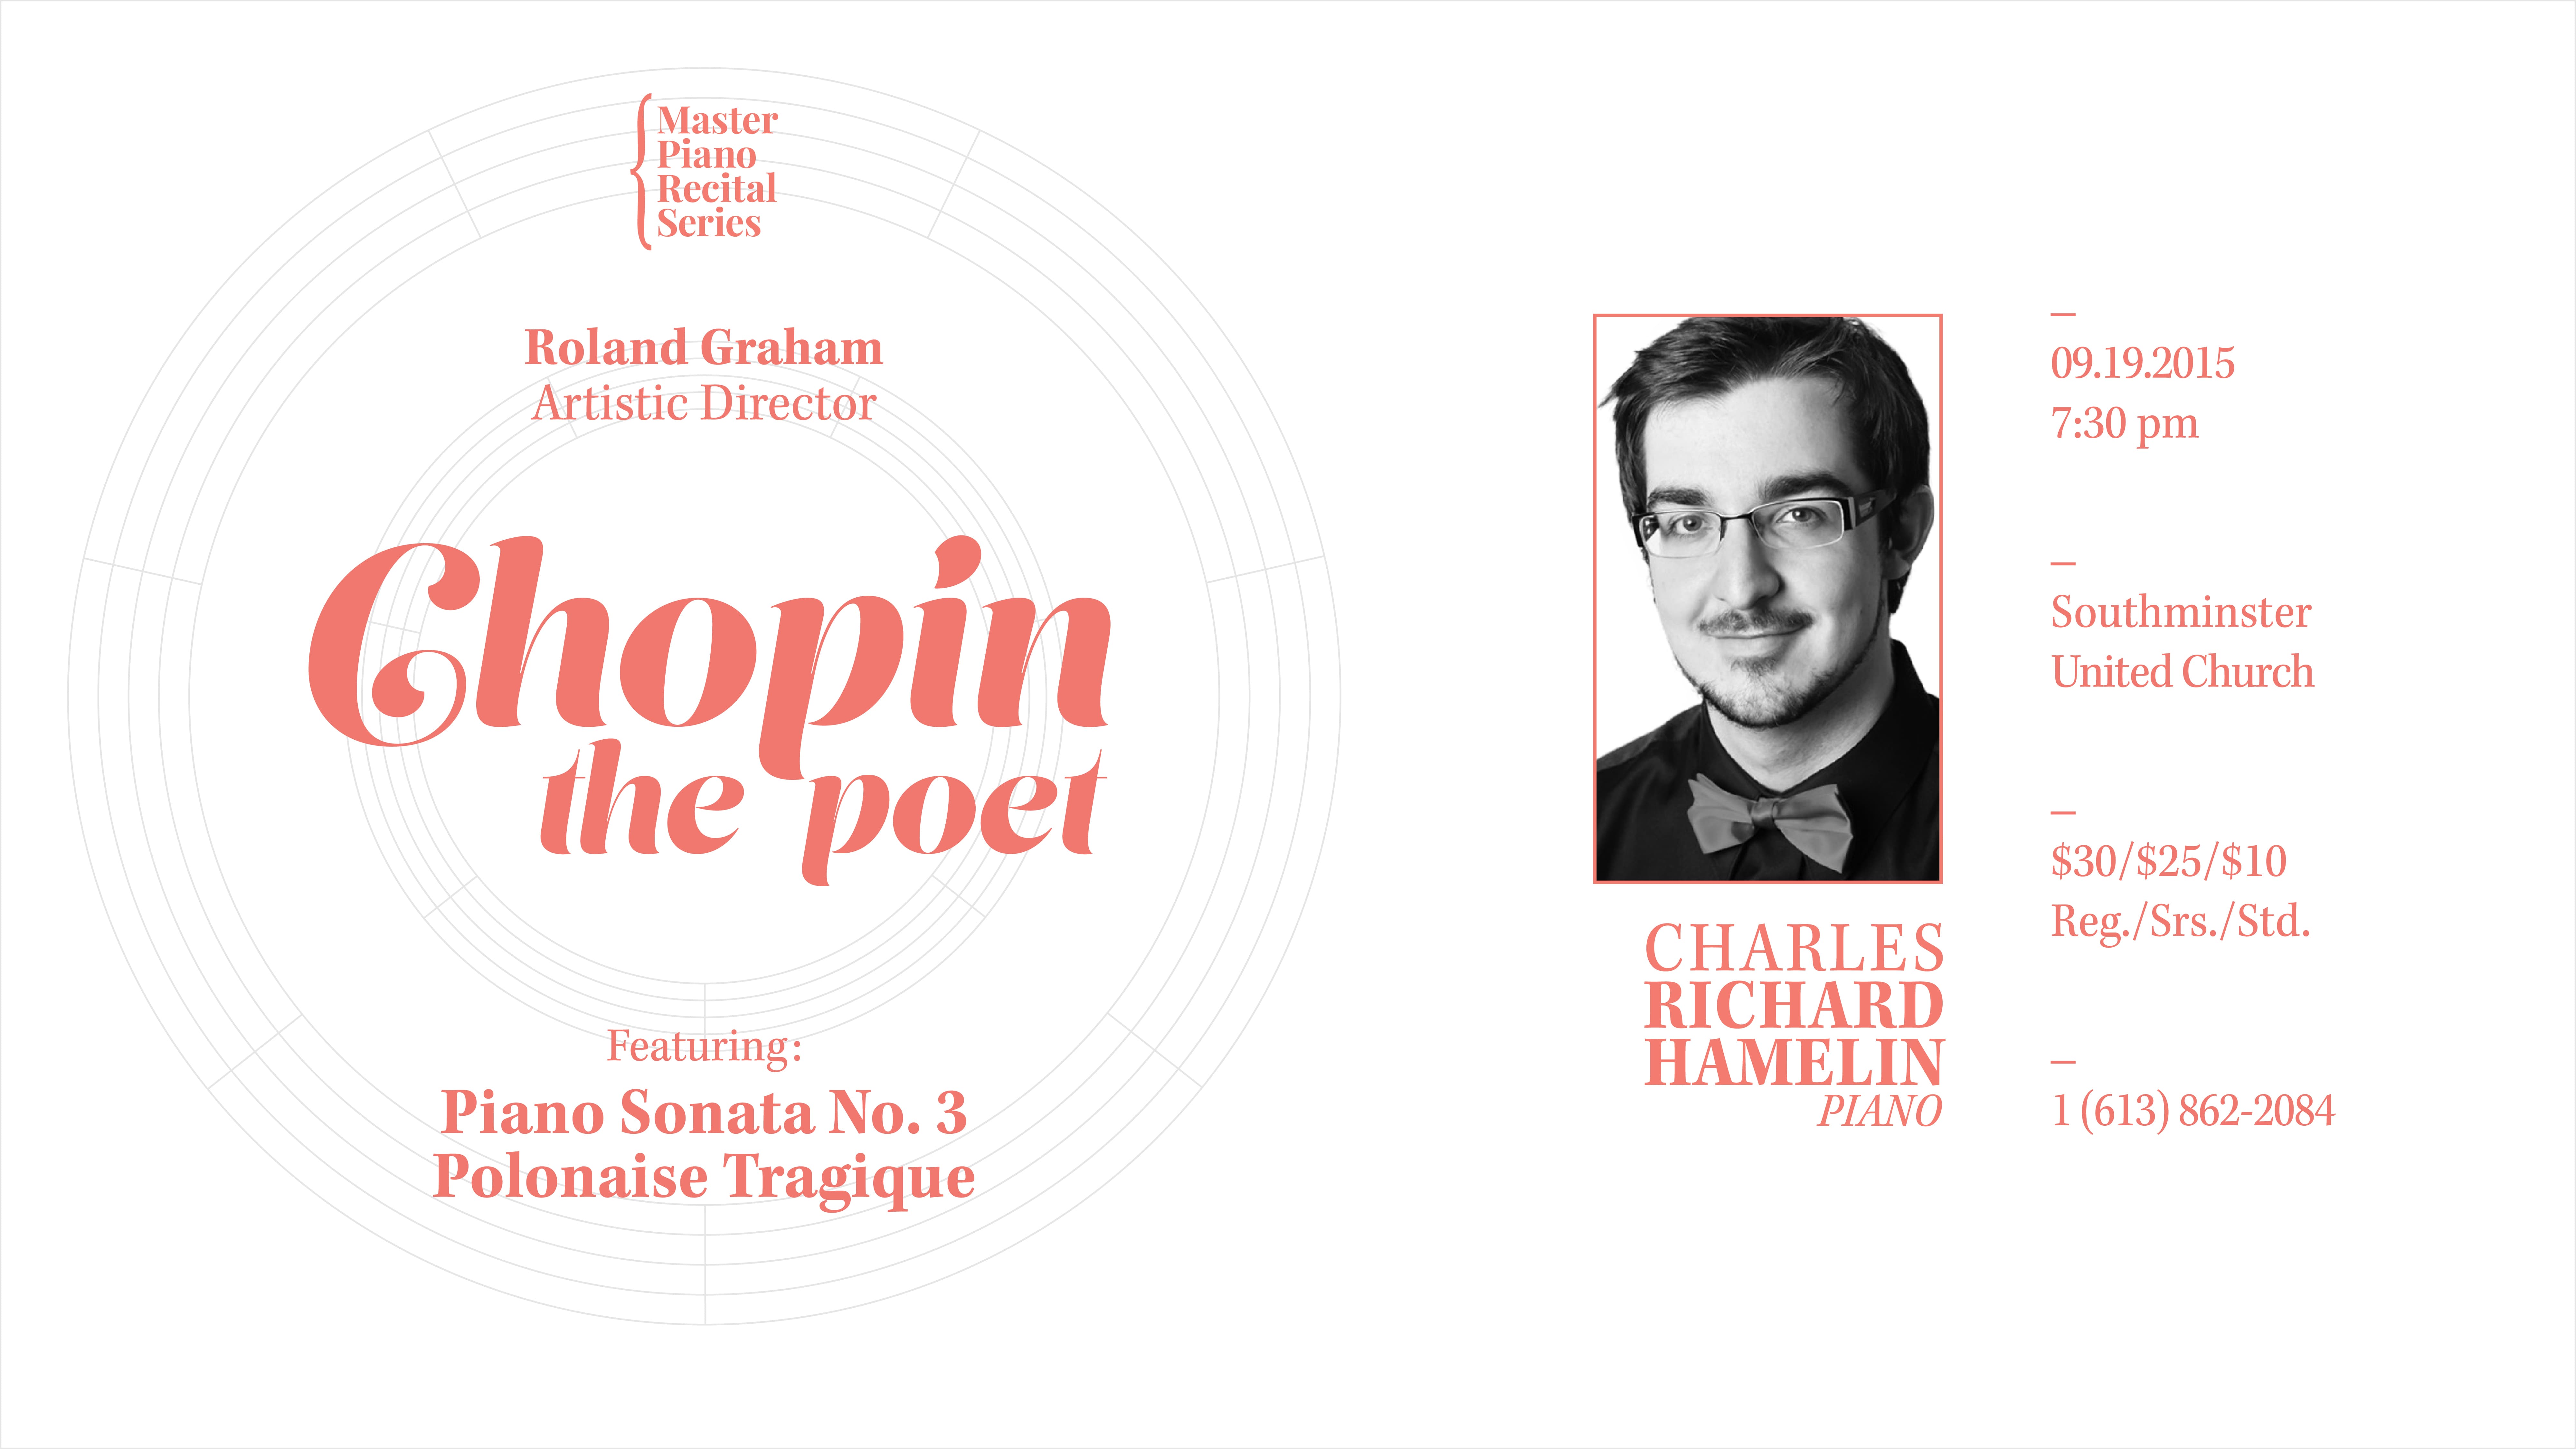 Master
Piano
Recital
Series
Roland Graham
Artistic Director
Chopin
the poet
Featuring:
Piano Sonata No. 3
Polonaise Tragique
CHARLES
RICHARD
HAMELIN
PIANO
09.19.2015
7:30 pm
Southminster
United Church
$30/$25/$10
Reg./Srs./Std.
1 (613) 862-2084